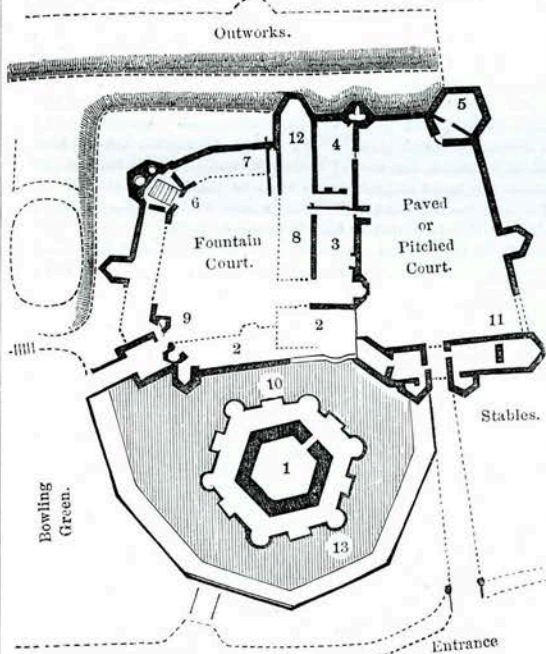 Outworks.
5
12
4
7
6
Paved
or
Pitched
Court.
Fountain
Court.
8
3
9
2
2
11
10
Stables.
1
Bowling
Green.
13
Entrance